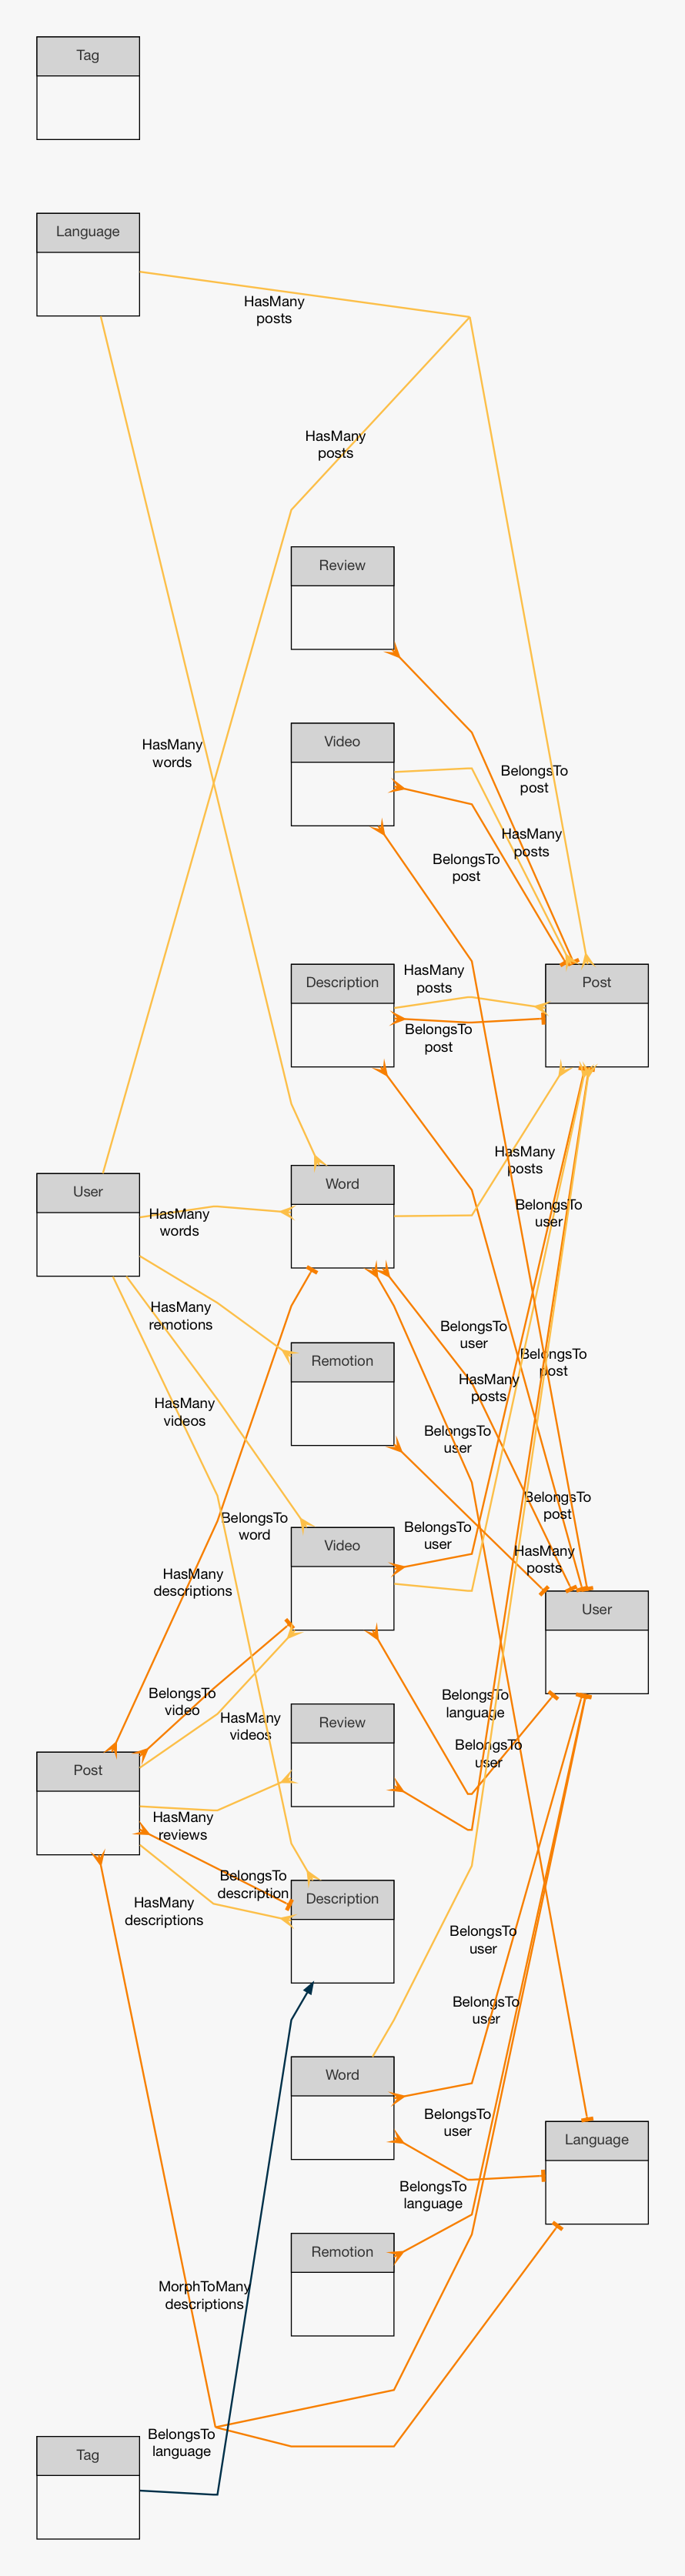 Tag
Language
HasMany
posts
HasMany
posts
Review
HasMany
words
Video
BelongsTo
post
HasMany
posts
BelongsTo
post
Description
HasMany
posts
Post
BelongsTo
post
HasMany
posts
User
Word
HasMany
words
BelongsTo
user
HasMany
remotions
Remotion
BelongsTo
user
BelongsTo
post
HasMany
posts
HasMany
videos
BelongsTo
user
BelongsTo
post
BelongsTo
word
Video
BelongsTo
user
HasMany
posts
HasMany
descriptions
User
BelongsTo
video
HasMany
videos
Review
BelongsTo
language
BelongsTo
user
Post
HasMany
reviews
BelongsTo
description
Description
HasMany
descriptions
BelongsTo
user
BelongsTo
user
Word
BelongsTo
user
Language
BelongsTo
language
Remotion
MorphToMany
descriptions
BelongsTo
language
Tag